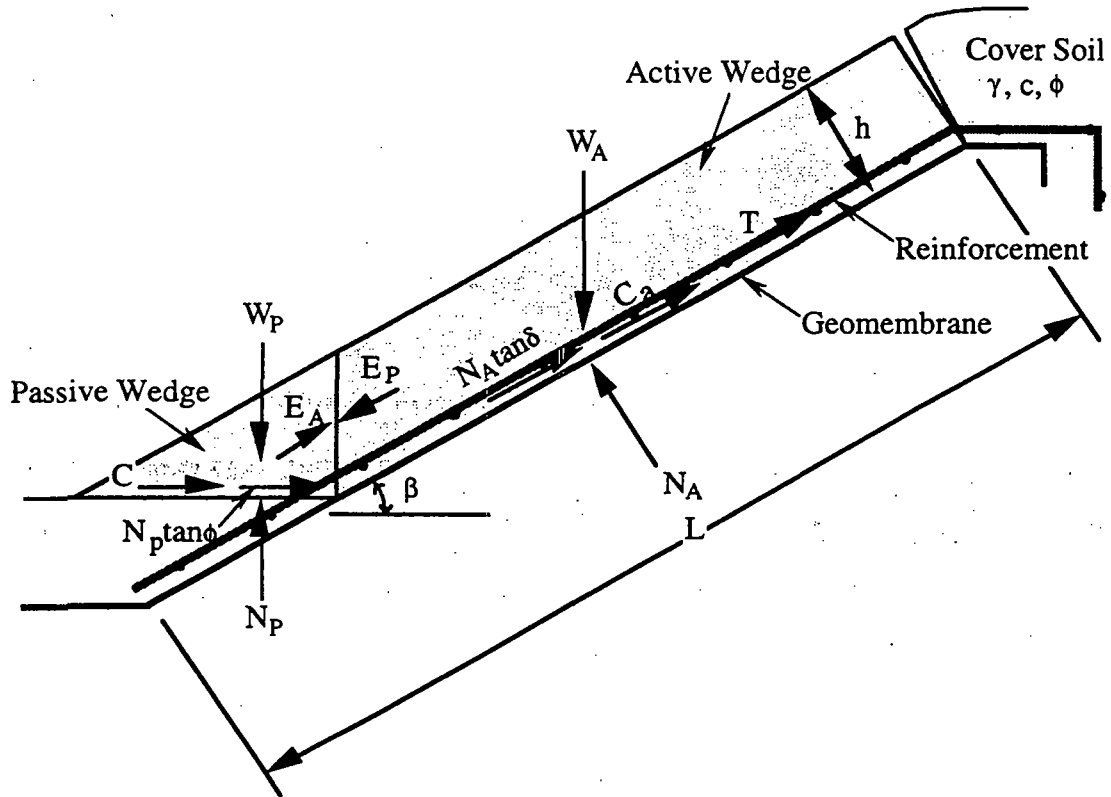 Cover Soil
γ, c, ϕ
Active Wedge
h
W_A
T
Reinforcement
C_a
Geomembrane
W_P
N_A tanδ
E_P
Passive Wedge
E_A
C
β
N_A
N_p tanϕ
L
N_P